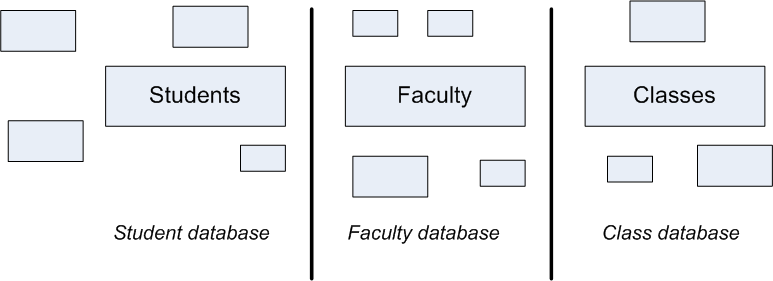 Students
Faculty
Classes
Student database
Faculty database
Class database